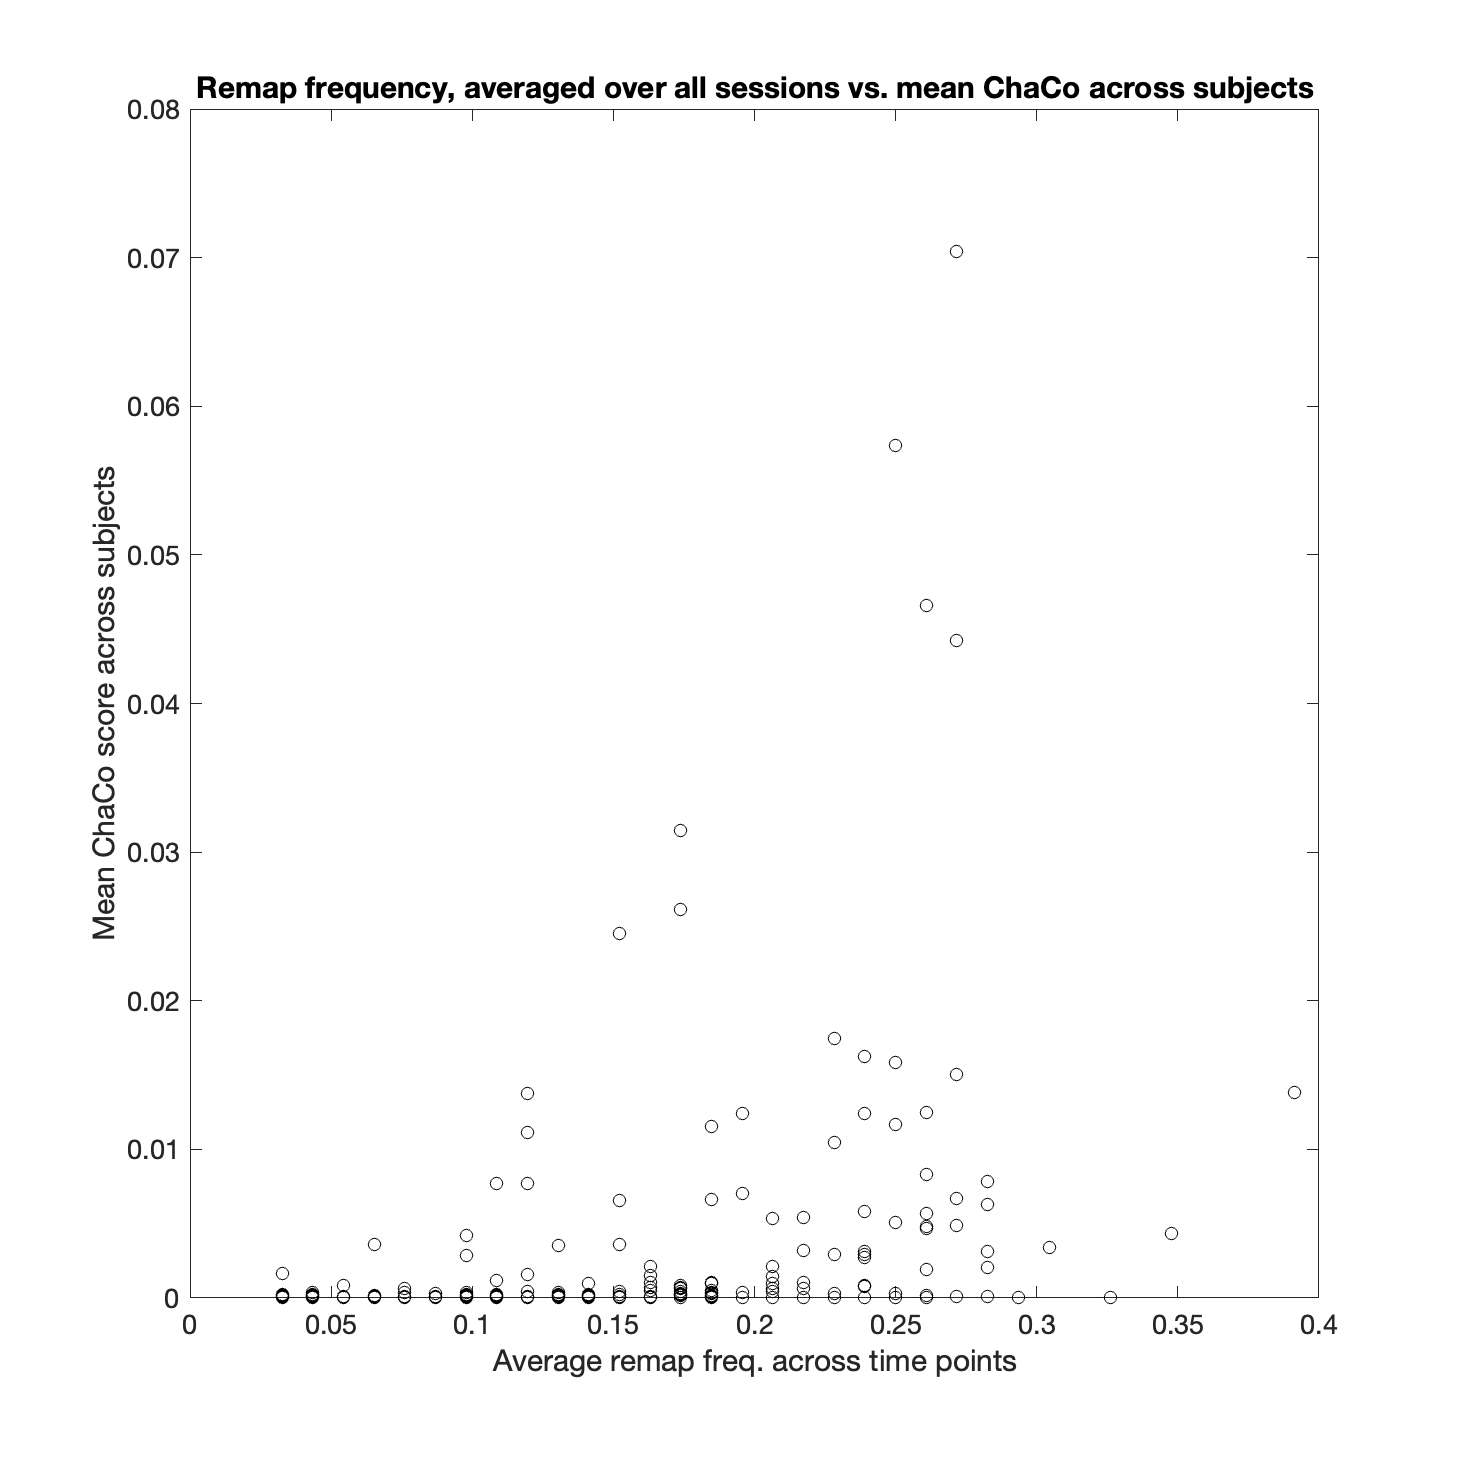 Remap frequency, averaged over all sessions vs. mean ChaCo across subjects
0.08
0.07
0.06
0.05
0.04
0.03
0.02
0.01
0
Mean ChaCo score across subjects
0 0.05 0.1 0.15 0.2 0.25 0.3 0.35 0.4
Average remap freq. across time points